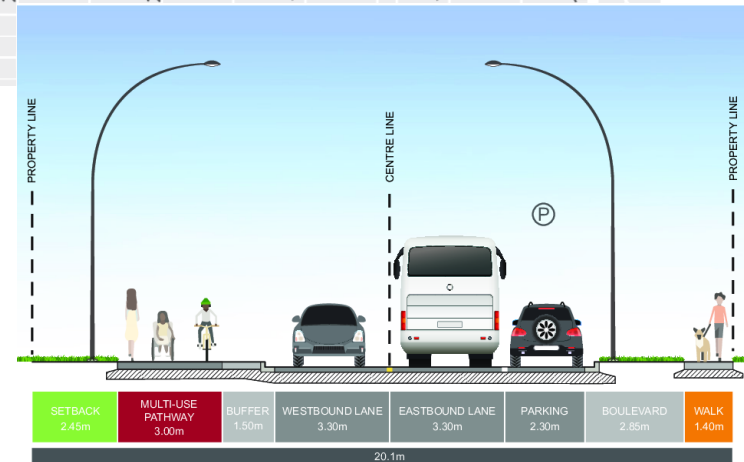 PROPERTY LINE
CENTRE LINE
PROPERTY LINE
P
SETBACK
2.45m
MULTI-USE
PATHWAY
3.00m
BUFFER
1.50m
WESTBOUND LANE
3.30m
EASTBOUND LANE
3.30m
PARKING
2.30m
BOULEVARD
2.85m
WALK
1.40m
20.1m